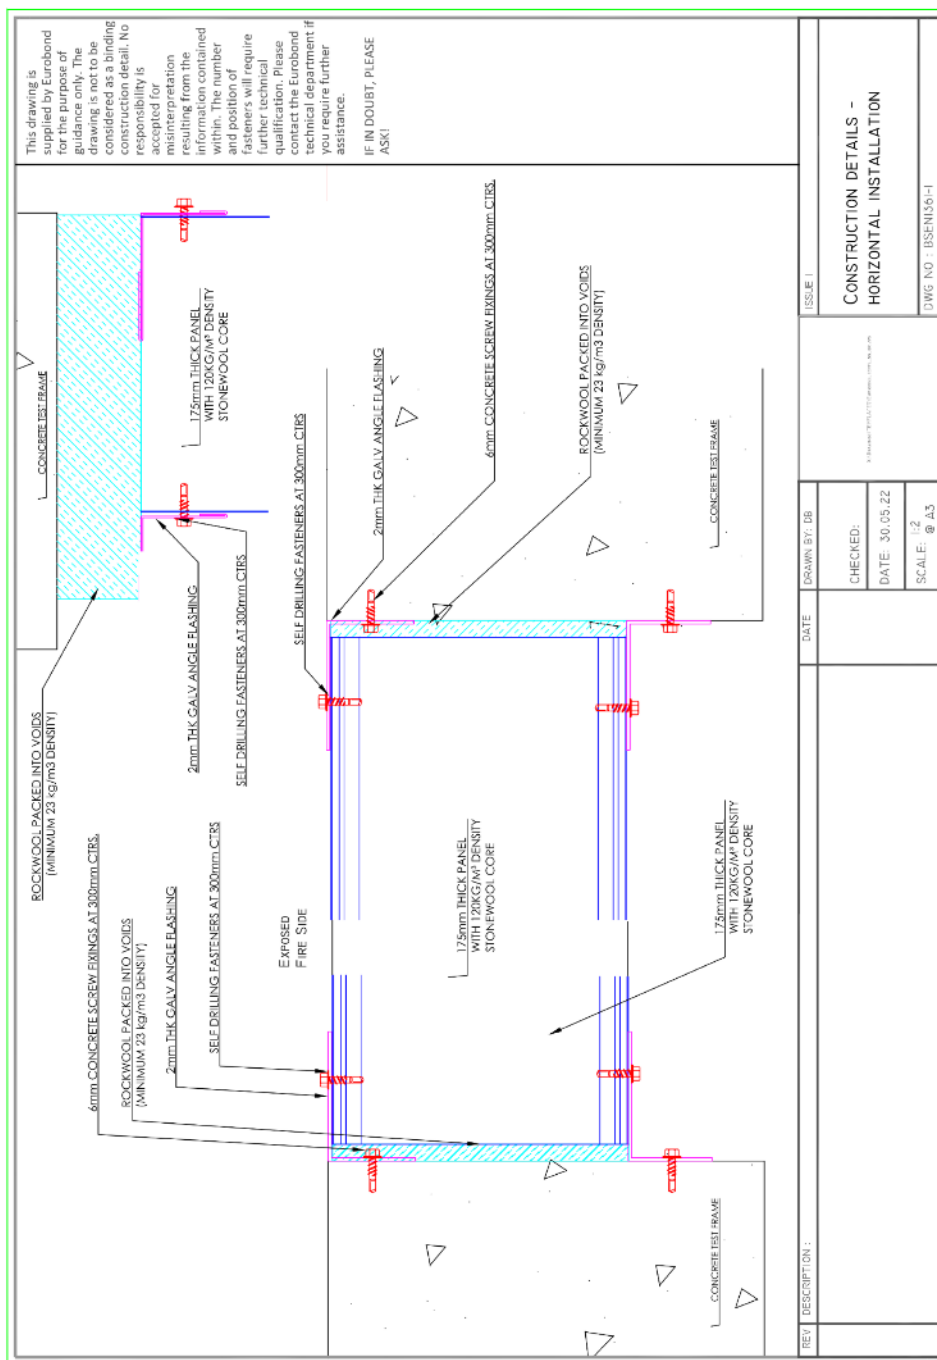 This drawing is
supplied by Eurobond
for the purpose of
guidance only. The
drawing is not to be
considered as a binding
construction detail. No
responsibility is
accepted for
misinterpretation
resulting from the
information contained
within. The number
and position of
fasteners will require
further technical
qualification. Please
contact the Eurobond
technical department if
you require further
assistance.
IF IN DOUBT, PLEASE
ASK!
CONCRETE TEST FRAME
175mm THICK PANEL
WITH 120KG/M³ DENSITY
STONEWOOL CORE
ROCKWOOL PACKED INTO VOIDS
(MINIMUM 23 kg/m3 DENSITY)
2mm THK GALV ANGLE FLASHING
SELF DRILLING FASTENERS AT 300mm CTRS
6mm CONCRETE SCREW FIXINGS AT 300mm CTRS.
ROCKWOOL PACKED INTO VOIDS
(MINIMUM 23 kg/m3 DENSITY)
2mm THK GALV ANGLE FLASHING
SELF DRILLING FASTENERS AT 300mm CTRS
EXPOSED
FIRE SIDE
SELF DRILLING FASTENERS AT 300mm CTRS
2mm THK GALV ANGLE FLASHING
6mm CONCRETE SCREW FIXINGS AT 300mm CTRS
ROCKWOOL PACKED INTO VOIDS
(MINIMUM 23 kg/m3 DENSITY)
175mm THICK PANEL
WITH 120KG/M³ DENSITY
STONEWOOL CORE
175mm THICK PANEL
WITH 120KG/M³ DENSITY
STONEWOOL CORE
CONCRETE TEST FRAME
CONCRETE TEST FRAME
REV
DESCRIPTION :
DATE
DRAWN BY: DB
CHECKED:
DATE: 30.05.22
SCALE: 1:2
@ A3
ISSUE 1
CONSTRUCTION DETAILS -
HORIZONTAL INSTALLATION
DWG NO : BSEN1361-1